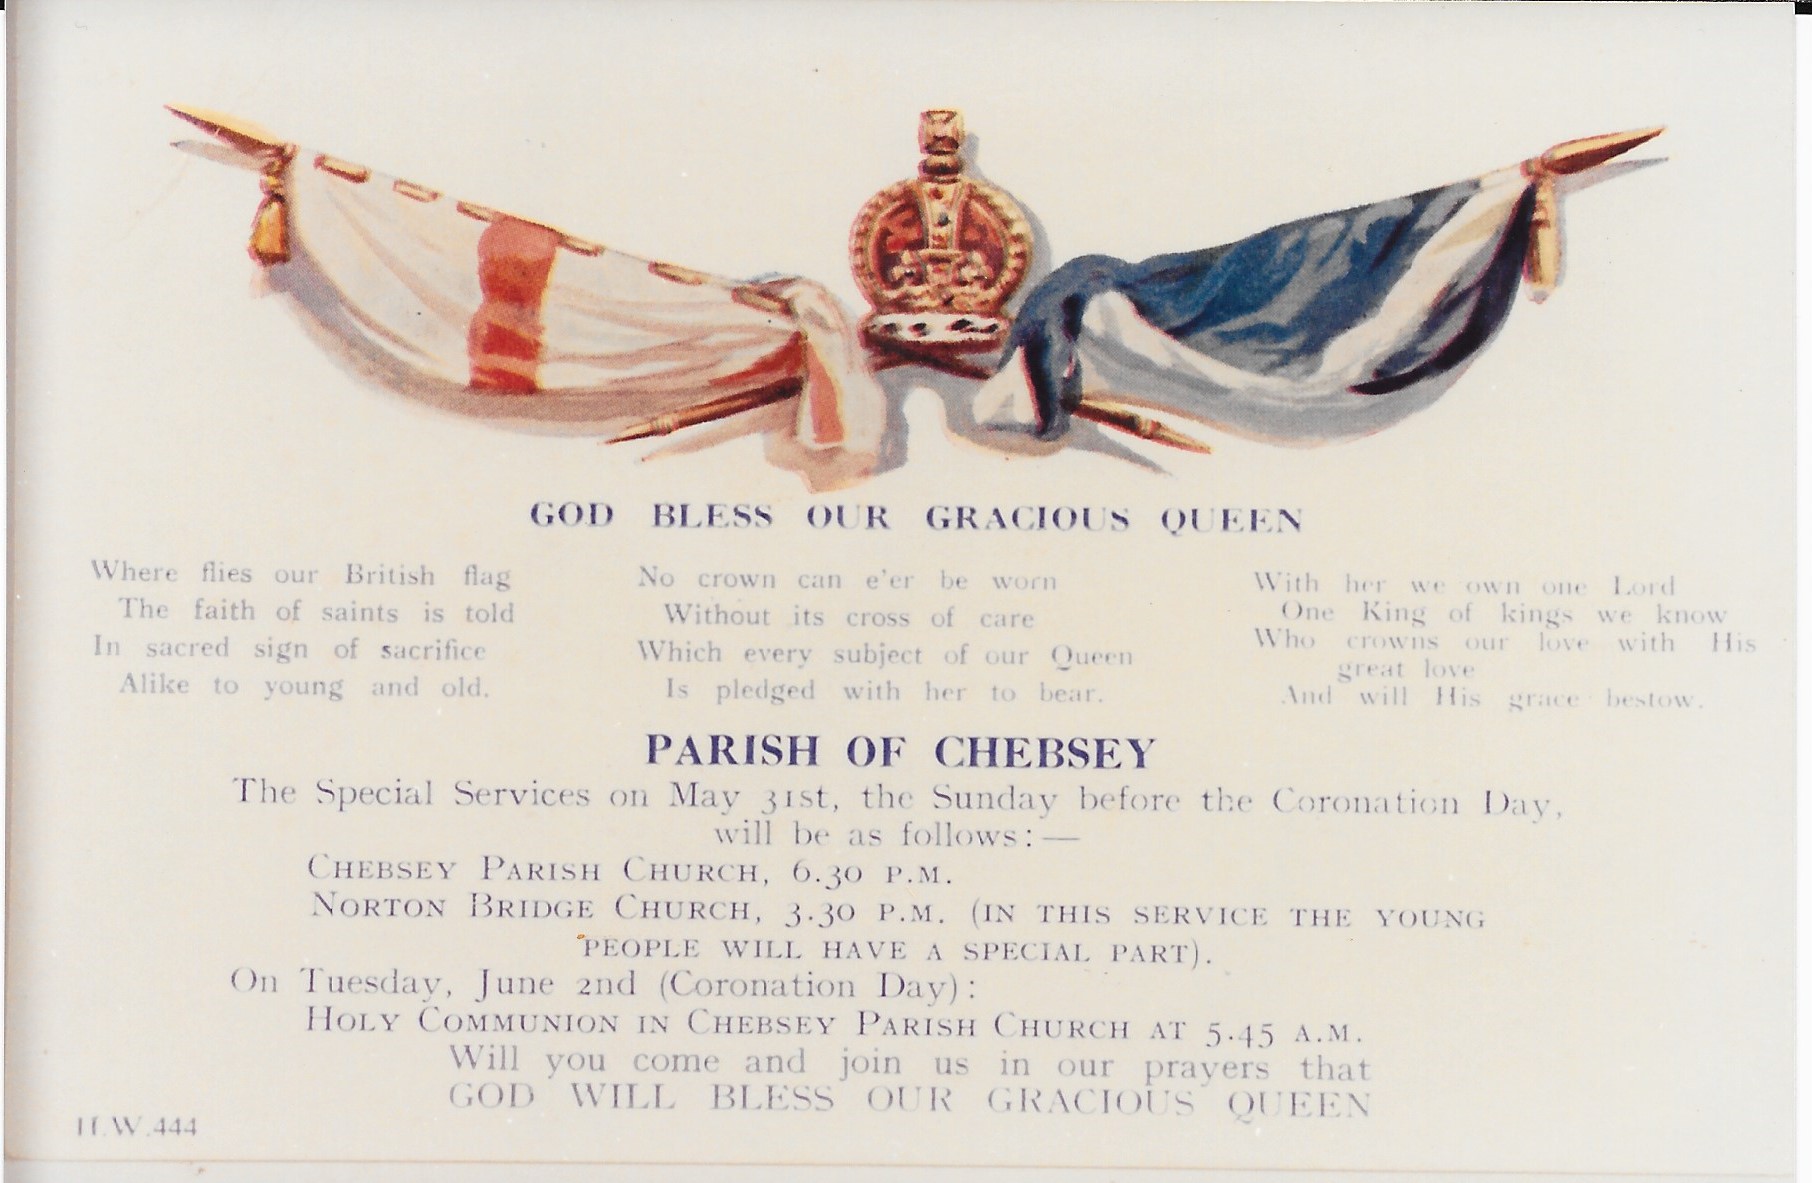 GOD BLESS OUR GRACIOUS QUEEN
Where flies our British flag
The faith of saints is told
In sacred sign of sacrifice
Alike to young and old.
No crown can e'er be worn
Without its cross of care
Which every subject of our Queen
Is pledged with her to bear.
With her we own one Lord
One King of kings we know
Who crowns our love with His
great love
And will His grace bestow.
PARISH OF CHEBSEY
The Special Services on May 31st, the Sunday before the Coronation Day,
will be as follows:—
CHEBSEY PARISH CHURCH, 6.30 P.M.
NORTON BRIDGE CHURCH, 3.30 P.M. (IN THIS SERVICE THE YOUNG
PEOPLE WILL HAVE A SPECIAL PART).
On Tuesday, June 2nd (Coronation Day):
HOLY COMMUNION IN CHEBSEY PARISH CHURCH AT 5.45 A.M.
Will you come and join us in our prayers that
GOD WILL BLESS OUR GRACIOUS QUEEN
H.W.444